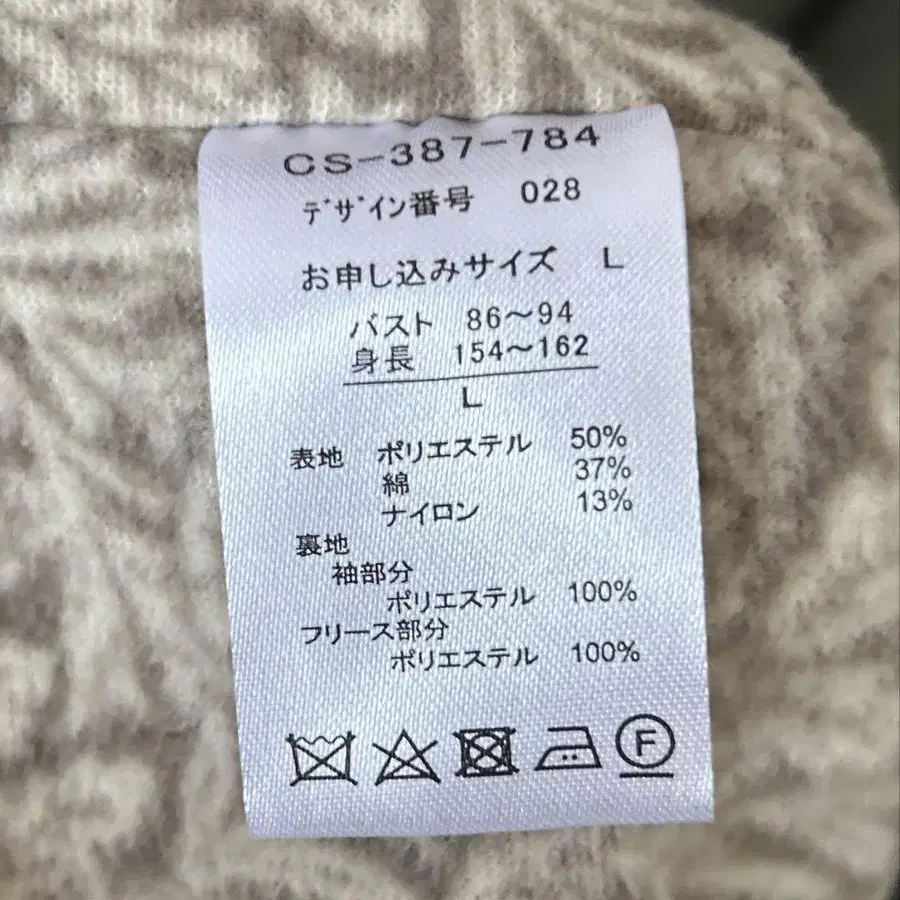 CS-387-784
デザイン番号 028
お申し込みサイズ L
バスト 86〜94
身長 154〜162
L
表地 ポリエステル 50%
綿 37%
ナイロン 13%
裏地
袖部分
ポリエステル 100%
フリース部分
ポリエステル 100%
F